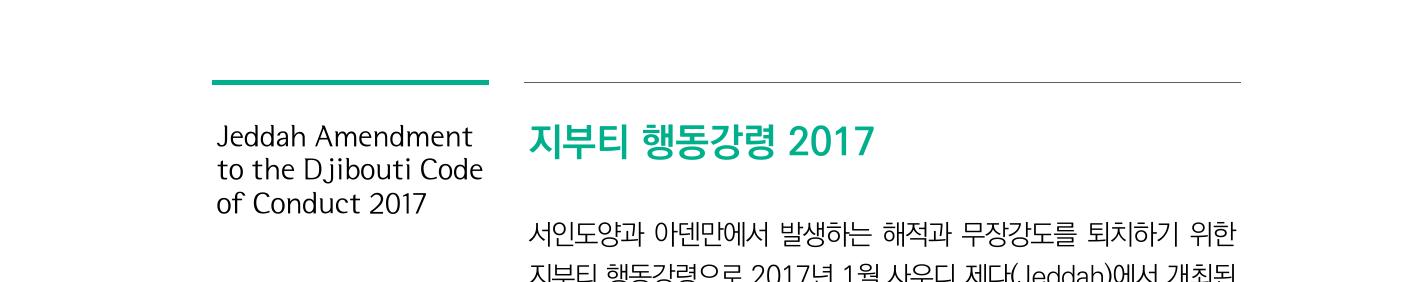 Jeddah Amendment
to the Djibouti Code
of Conduct 2017
지부티 행동강령 2017
서인도양과 아덴만에서 발생하는 해적과 무장강도를 퇴치하기 위한
지부티 행동강령으로 2017년 1월 사우디 제다(Jeddah)에서 개최된